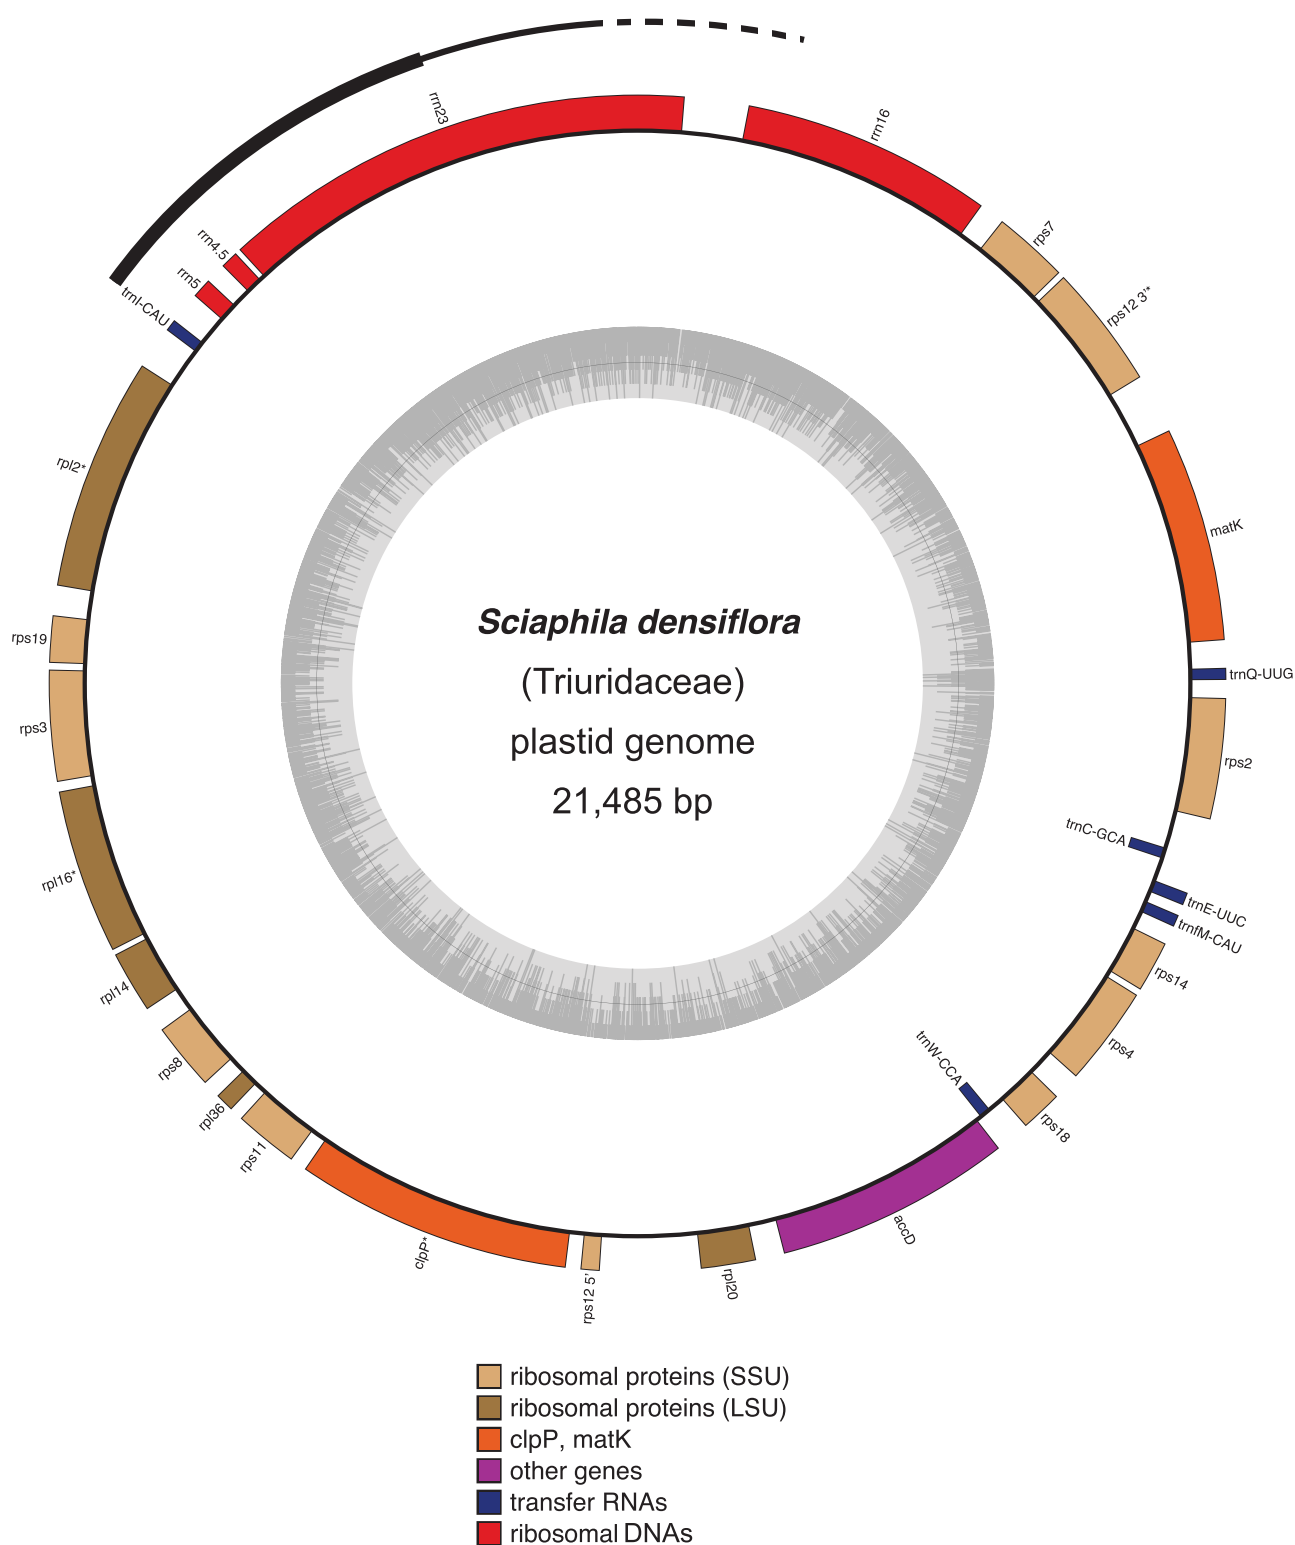 rrn23
rrn16
rps7
rps12 3'*
matK
trnQ-UUG
rps2
trnC-GCA
trnE-UUC
trnfM-CAU
rps14
rps4
rps18
trnW-CCA
accD
rpl20
rps12 5'
clpP*
rps11
rpl36
rps8
rpl14
rpl16*
rps3
rps19
rpl2*
trnI-CAU
rrn5
rrn4.5
Sciaphila densiflora
(Triuridaceae)
plastid genome
21,485 bp
ribosomal proteins (SSU)
ribosomal proteins (LSU)
clpP, matK
other genes
transfer RNAs
ribosomal DNAs